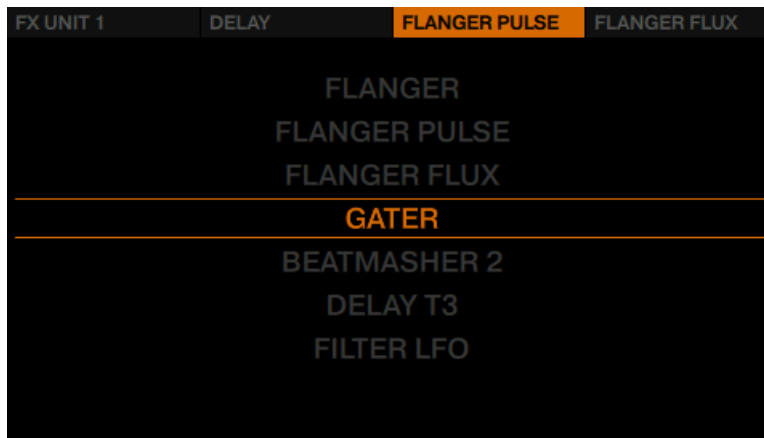 FX UNIT 1 DELAY FLANGER PULSE FLANGER FLUX
FLANGER
FLANGER PULSE
FLANGER FLUX
GATER
BEATMASHER 2
DELAY T3
FILTER LFO